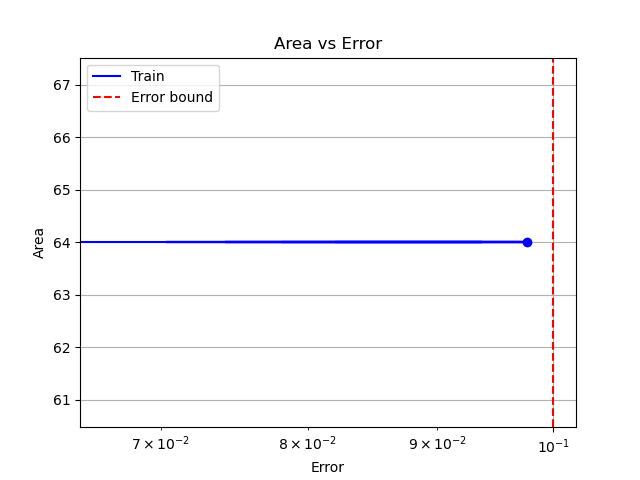 Area vs Error
Train
Error bound
67
66
65
64
63
62
61
Area
7 × 10⁻²
8 × 10⁻²
9 × 10⁻²
10⁻¹
Error